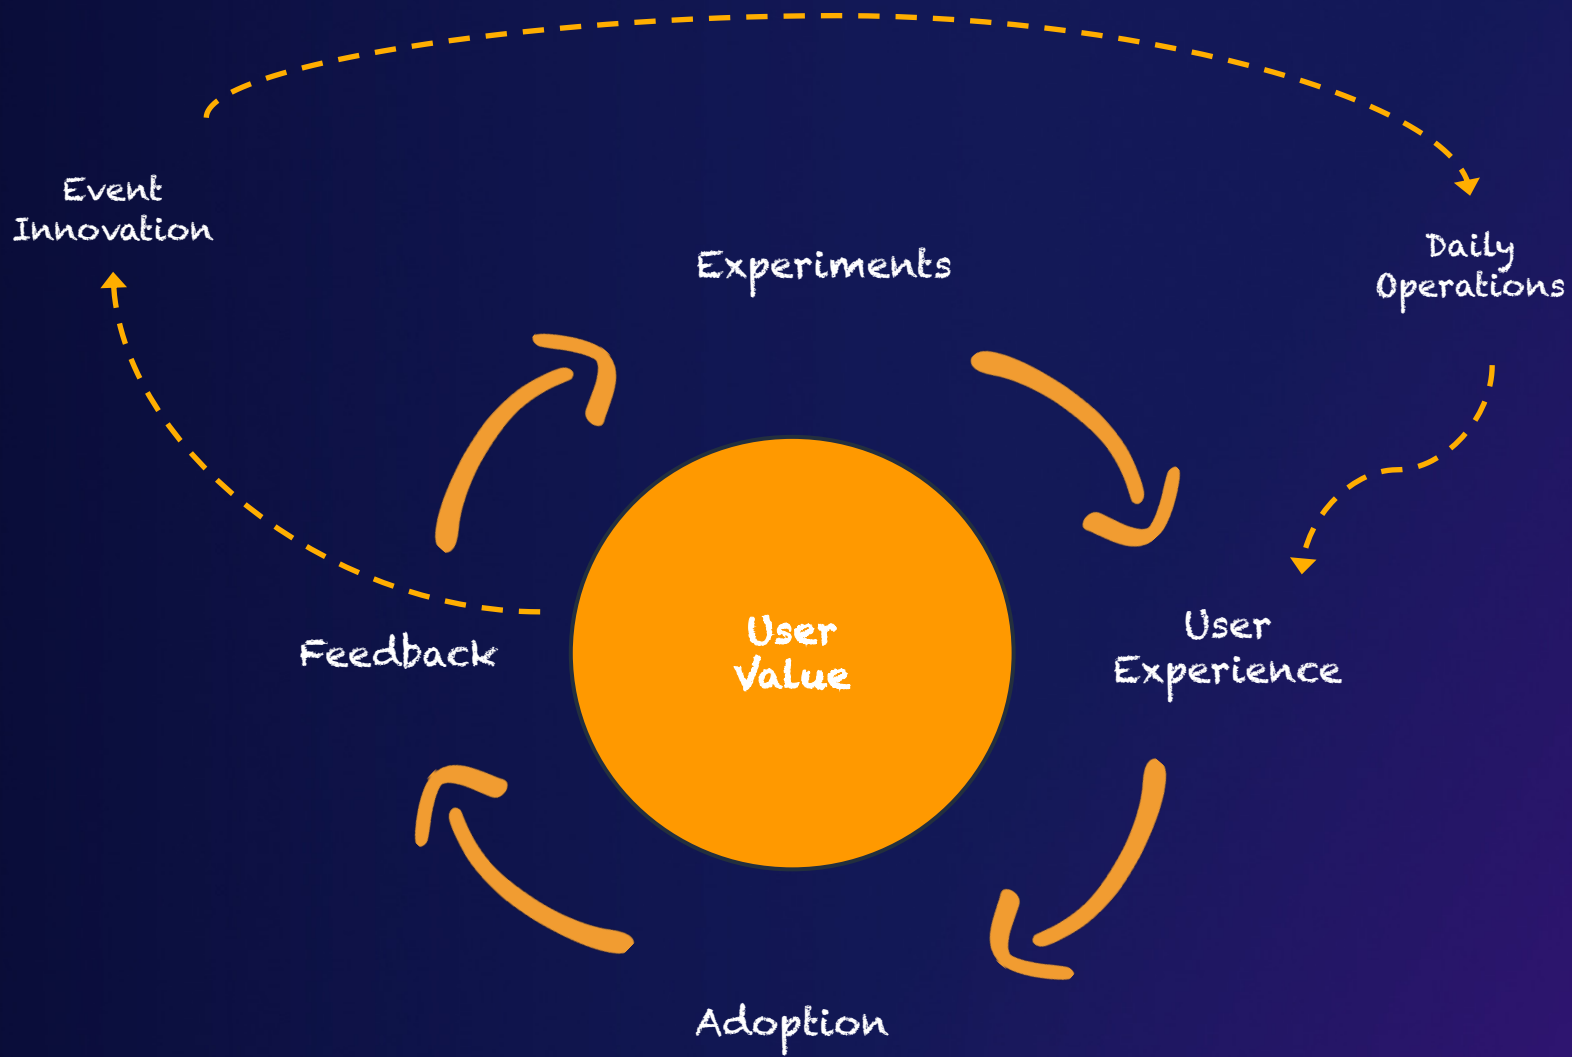 Event
Innovation
Experiments
Daily
Operations
User
Value
Feedback
User
Experience
Adoption